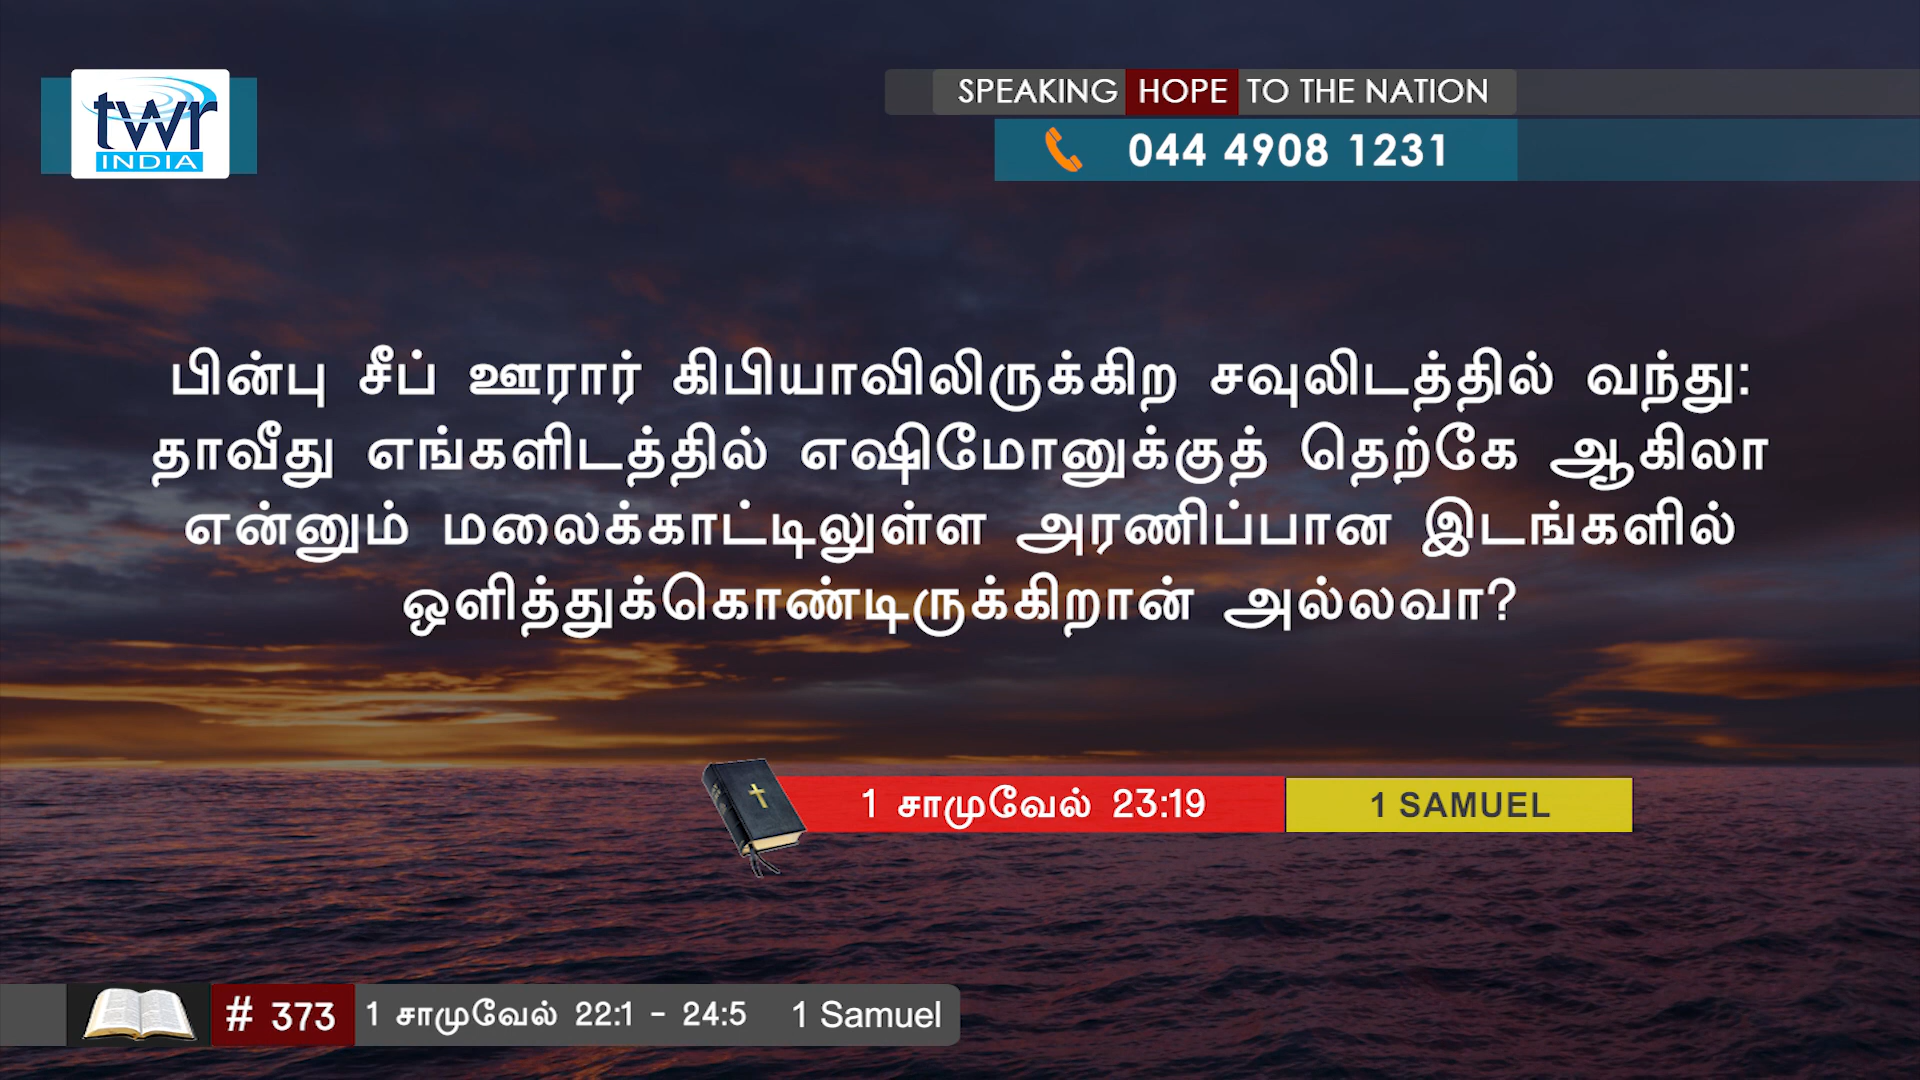 twr
INDIA
SPEAKING HOPE TO THE NATION
044 4908 1231
பின்பு சீப் ஊரார் கிபியாவிலிருக்கிற சவுலிடத்தில் வந்து:
தாவீது எங்களிடத்தில் எஷிமோனுக்குத் தெற்கே ஆகிலா
என்னும் மலைக்காட்டிலுள்ள அரணிப்பான இடங்களில்
ஒளித்துக்கொண்டிருக்கிறான் அல்லவா?
1 சாமுவேல் 23:19 1 SAMUEL
# 373 1 சாமுவேல் 22:1 - 24:5 1 Samuel